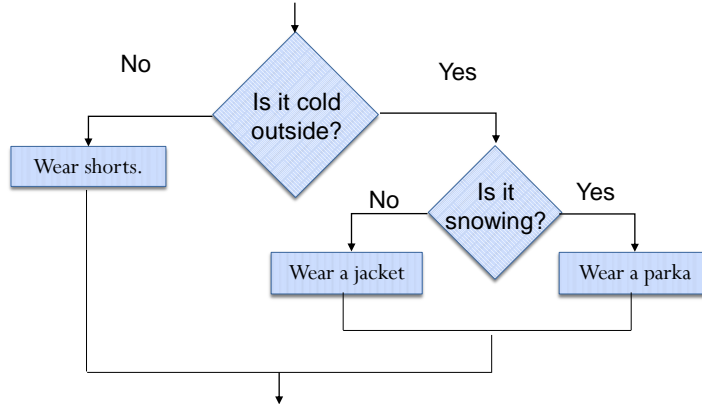 No
Yes
Is it cold
outside?
Wear shorts.
No
Is it
snowing?
Yes
Wear a jacket
Wear a parka